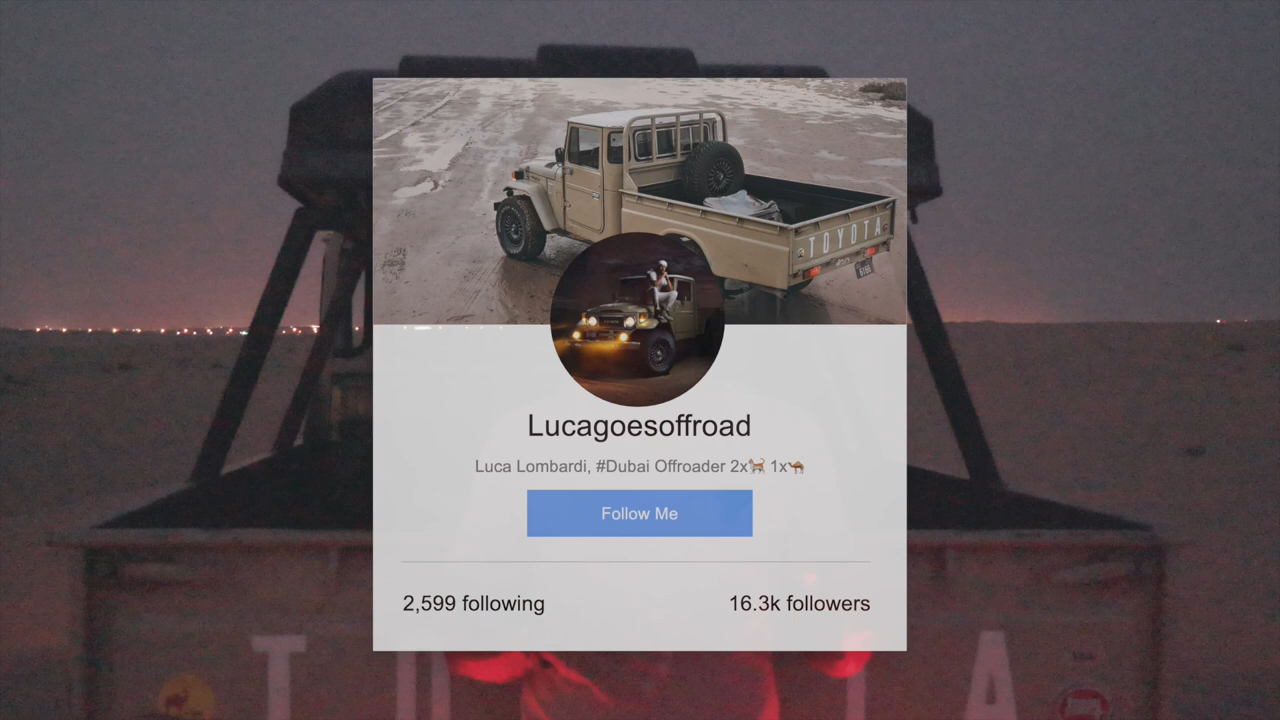 TOYOTA
Lucagoesoffroad
Luca Lombardi, #Dubai Offroader 2x🐈 1x🐪
Follow Me
2,599 following
16.3k followers
T O Y A